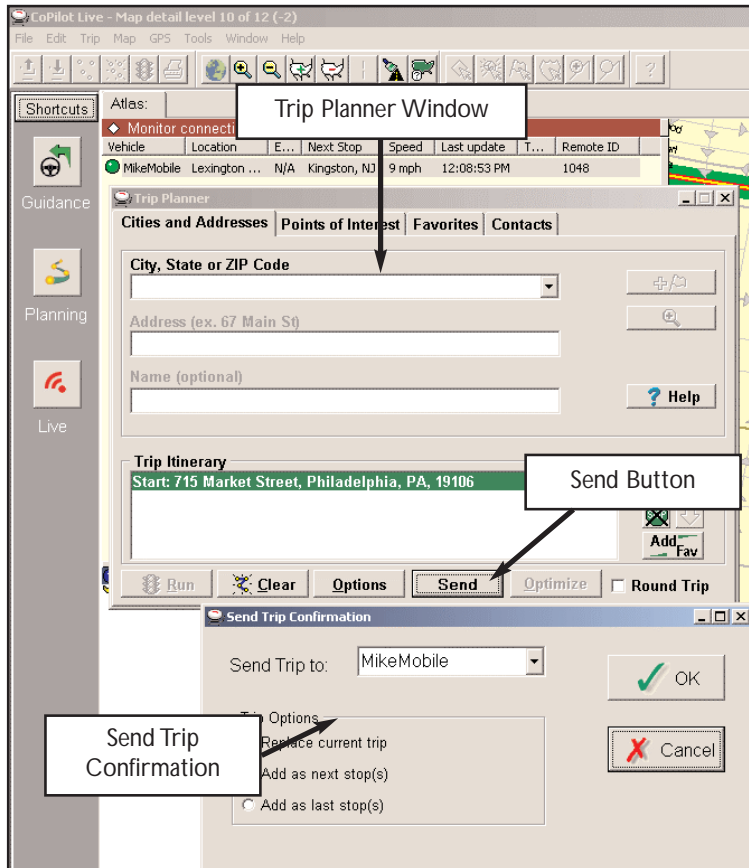 CoPilot Live - Map detail level 10 of 12 (-2)
File Edit Trip Map GPS Tools Window Help
Shortcuts
Atlas:
Trip Planner Window
Monitor connecti
Vehicle Location E... Next Stop Speed Last update T... Remote ID
MikeMobile Lexington ... N/A Kingston, NJ 9 mph 12:08:53 PM 1048
Guidance
Trip Planner
Cities and Addresses Points of Interest Favorites Contacts
City, State or ZIP Code
Planning
Address (ex. 67 Main St)
Name (optional)
? Help
Live
Trip Itinerary
Start: 715 Market Street, Philadelphia, PA, 19106
Send Button
Add Fav
Run Clear Options Send Optimize Round Trip
Send Trip Confirmation
Send Trip to: MikeMobile
OK
Trip Options
Send Trip
Confirmation
Replace current trip
Cancel
Add as next stop(s)
Add as last stop(s)